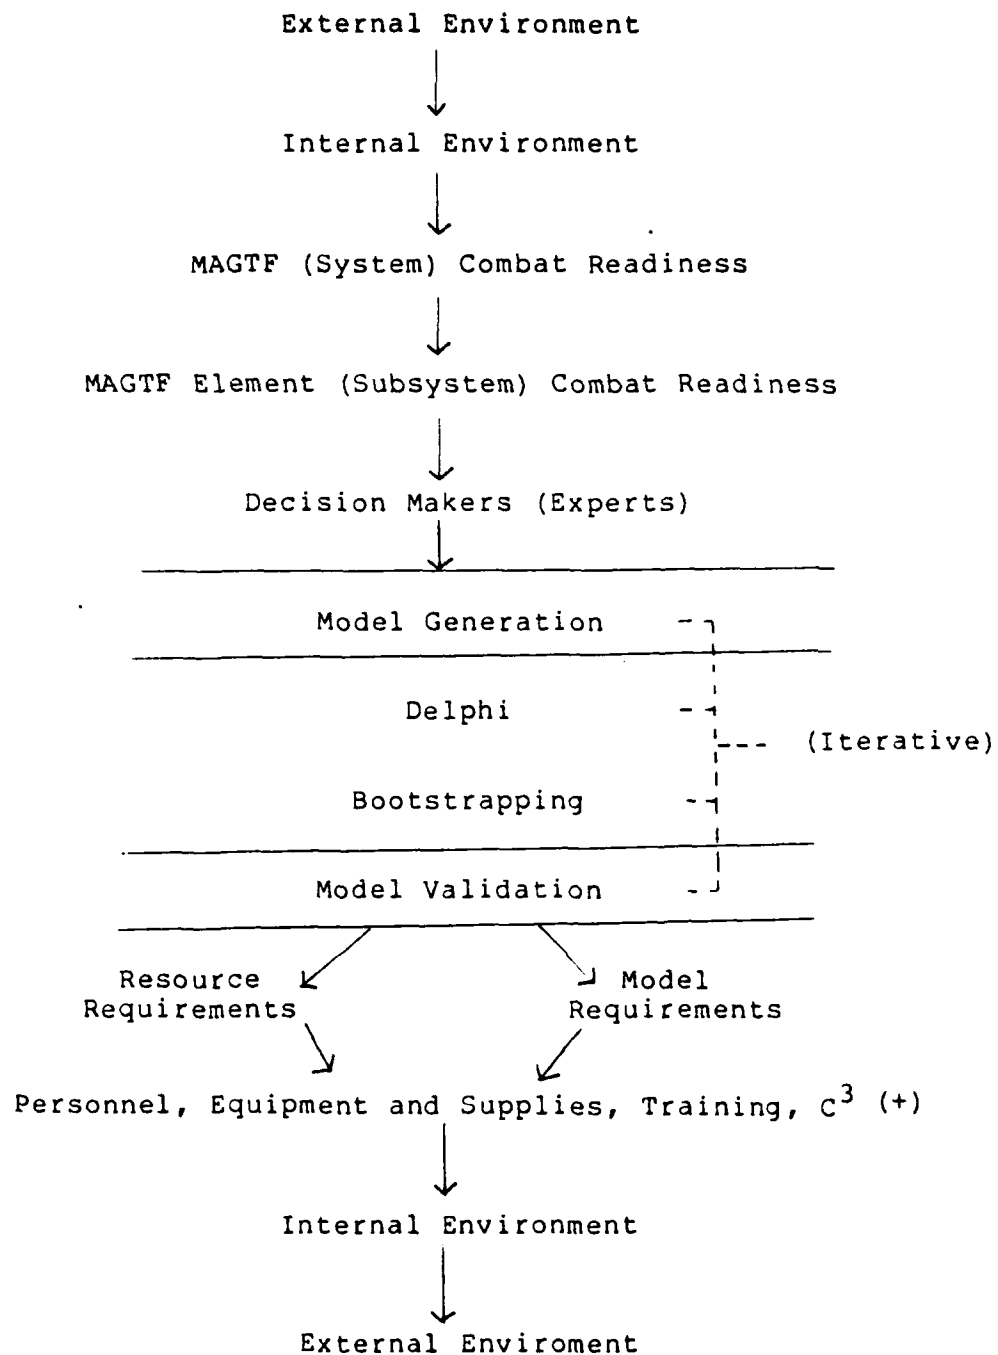 External Environment
Internal Environment
MAGTF (System) Combat Readiness
MAGTF Element (Subsystem) Combat Readiness
Decision Makers (Experts)
Model Generation
Delphi
(Iterative)
Bootstrapping
Model Validation
Resource
Requirements
Model
Requirements
Personnel, Equipment and Supplies, Training, C³ (+)
Internal Environment
External Enviroment